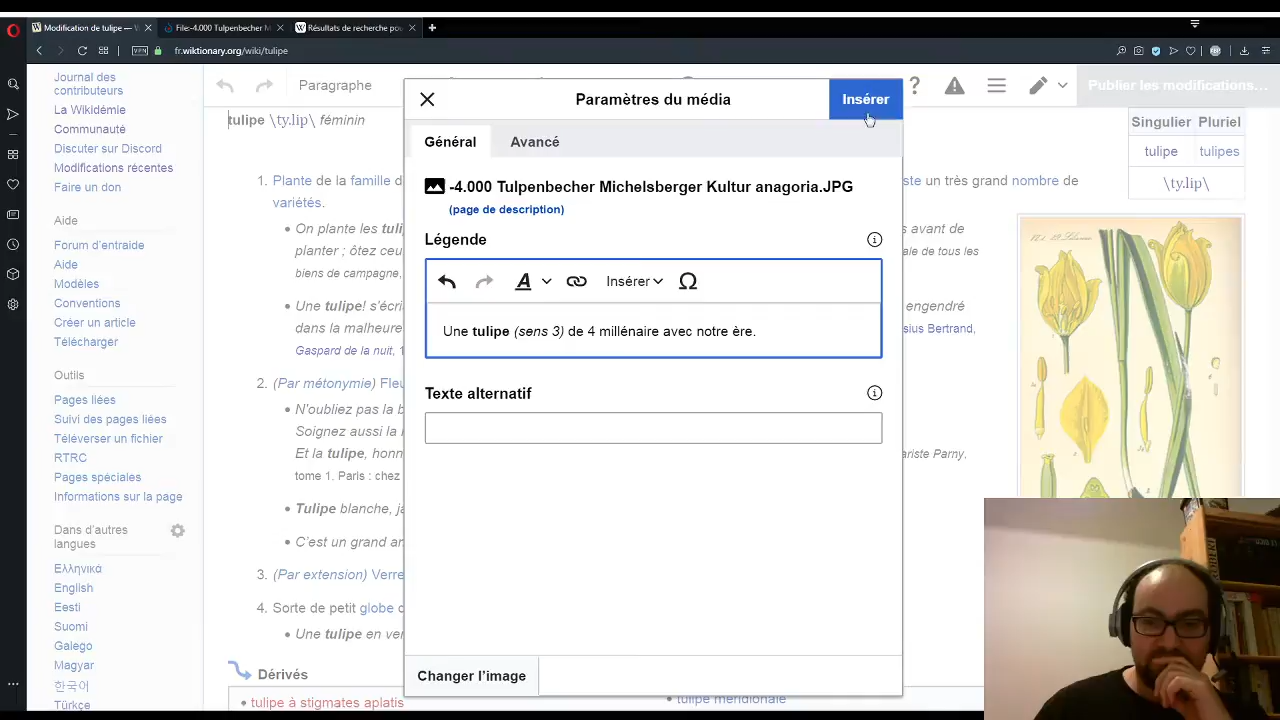 Modification de tulipe —
File:-4.000 Tulpenbecher M
Résultats de recherche pou
VPN
fr.wiktionary.org/wiki/tulipe
Journal des
contributeurs
La Wikidémie
Communauté
Discuter sur Discord
Modifications récentes
Faire un don
Aide
Forum d'entraide
Aide
Modèles
Conventions
Créer un article
Télécharger
Outils
Pages liées
Suivi des pages liées
Téléverser un fichier
RTRC
Pages spéciales
Informations sur la page
Dans d'autres
langues
Ελληνικά
English
Eesti
Suomi
Galego
Magyar
한국어
Türkçe
Paragraphe
Publier les modifications…
tulipe \ty.lip\ féminin
Singulier Pluriel
tulipe tulipes
\ty.lip\
1. Plante de la famille d
ste un très grand nombre de
variétés.
• On plante les tuli
s avant de
planter ; ôtez ceu
ale de tous les
biens de campagne,
• Une tulipe! s'écri
engendré
dans la malheure
sius Bertrand,
Gaspard de la nuit, 1
2. (Par métonymie) Fleu
• N'oubliez pas la b
Soignez aussi la
Et la tulipe, honn
ariste Parny,
tome 1. Paris : chez
• Tulipe blanche, ja
• C'est un grand ar
3. (Par extension) Verre
4. Sorte de petit globe
• Une tulipe en ver
Dérivés
• tulipe à stigmates aplatis
• tulipe méridionale
Paramètres du média
Insérer
Général
Avancé
-4.000 Tulpenbecher Michelsberger Kultur anagoria.JPG
(page de description)
Légende
A
Insérer
Ω
Une tulipe (sens 3) de 4 millénaire avec notre ère.
Texte alternatif
Changer l'image